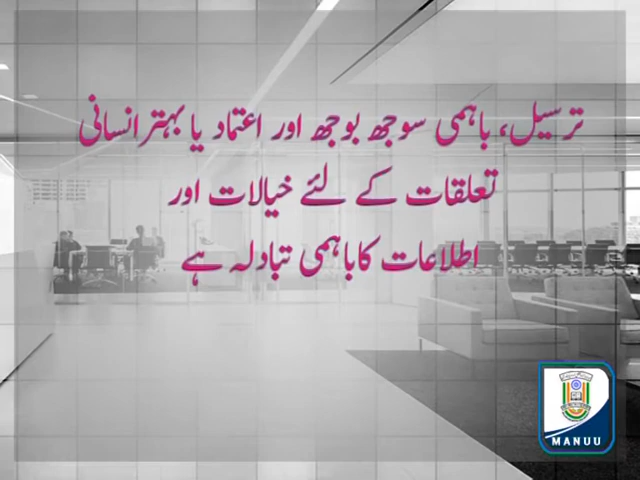 ترسیل، باہمی سوجھ بوجھ اور اعتماد یا بہتر انسانی
تعلقات کے لئے خیالات اور
اطلاعات کا باہمی تبادلہ ہے
MANUU